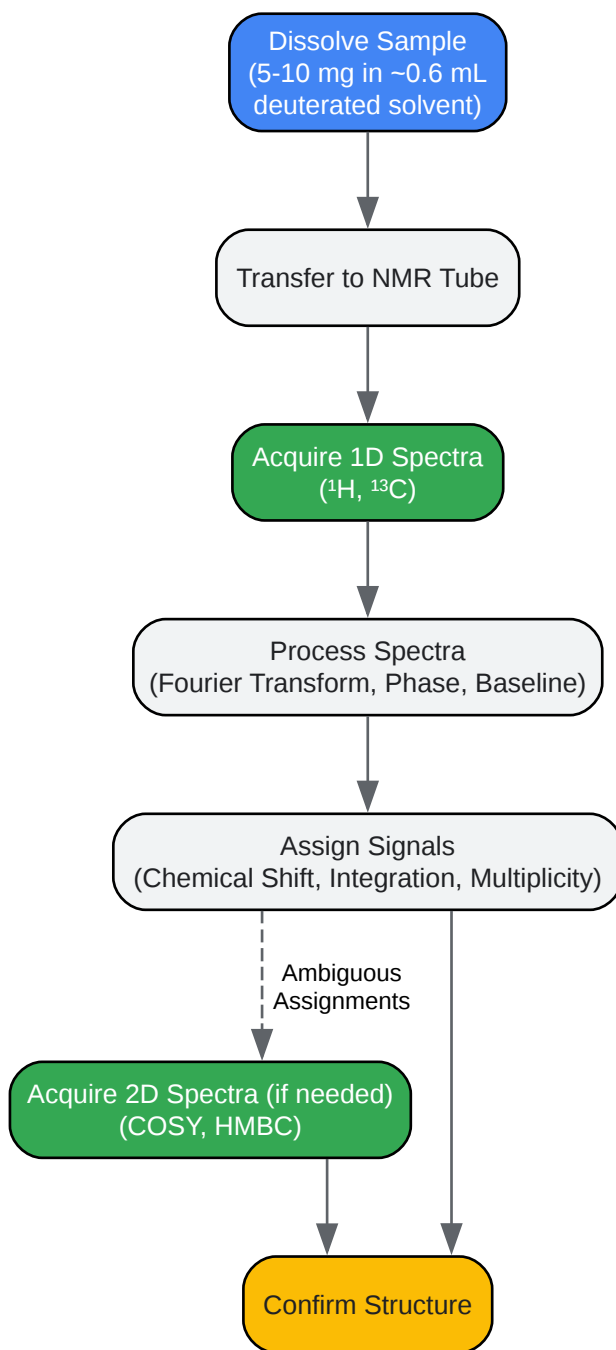 Dissolve Sample
(5-10 mg in ~0.6 mL
deuterated solvent)
Transfer to NMR Tube
Acquire 1D Spectra
(¹H, ¹³C)
Process Spectra
(Fourier Transform, Phase, Baseline)
Assign Signals
(Chemical Shift, Integration, Multiplicity)
Ambiguous
Assignments
Acquire 2D Spectra (if needed)
(COSY, HMBC)
Confirm Structure